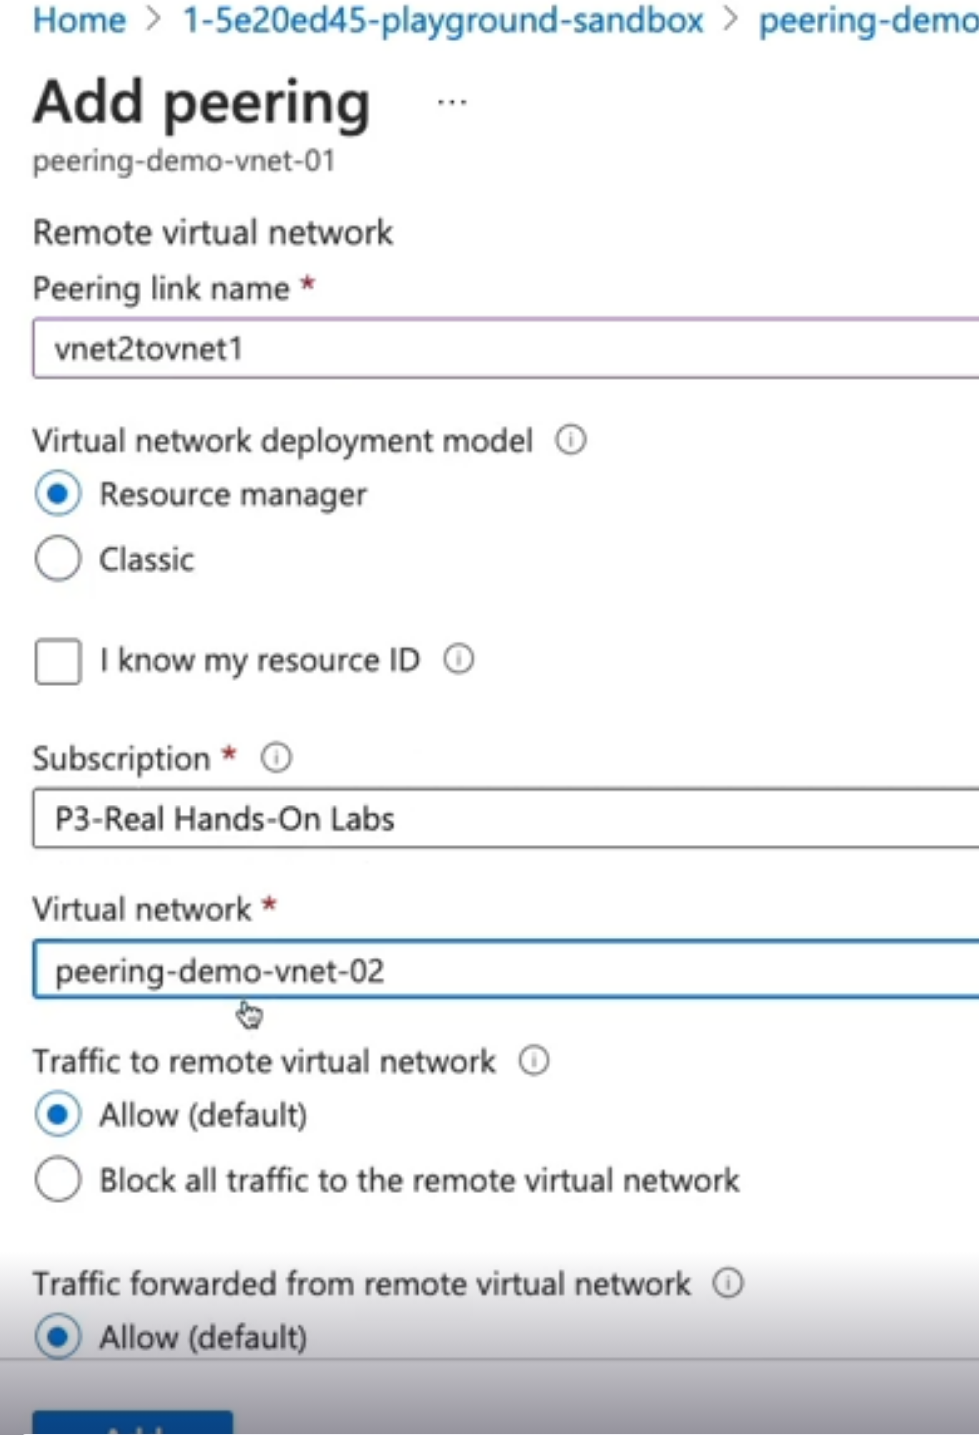 Home > 1-5e20ed45-playground-sandbox > peering-demo
Add peering ...
peering-demo-vnet-01
Remote virtual network
Peering link name *
vnet2tovnet1
Virtual network deployment model
Resource manager
Classic
I know my resource ID
Subscription *
P3-Real Hands-On Labs
Virtual network *
peering-demo-vnet-02
Traffic to remote virtual network
Allow (default)
Block all traffic to the remote virtual network
Traffic forwarded from remote virtual network
Allow (default)